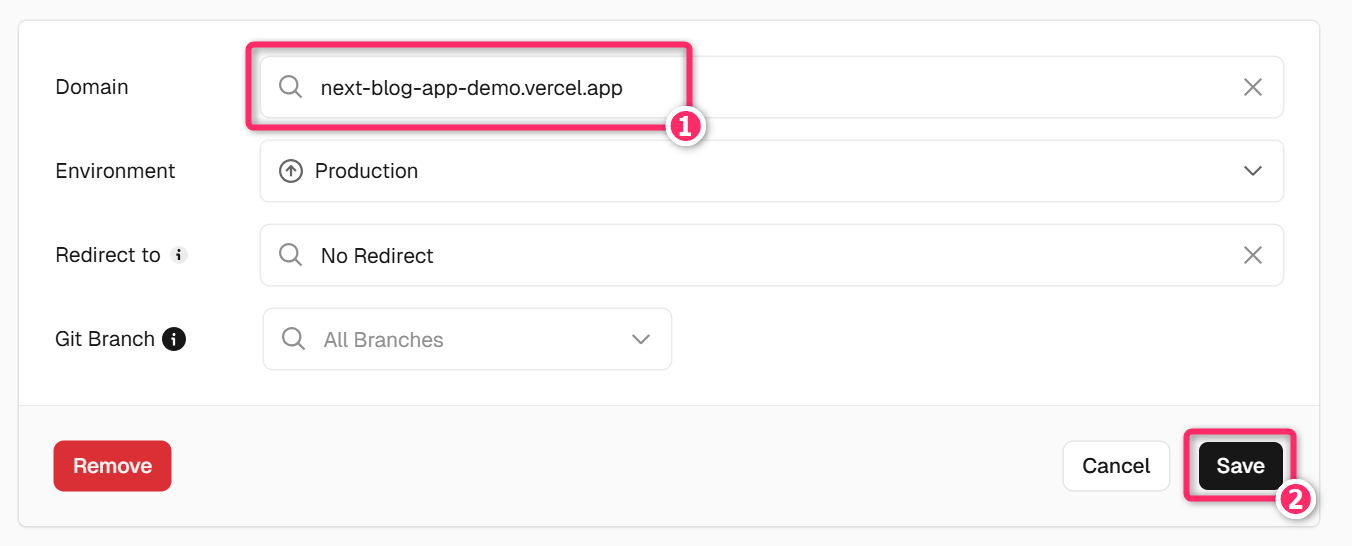 Domain
next-blog-app-demo.vercel.app
1
Environment
Production
Redirect to i
No Redirect
Git Branch i
All Branches
Remove
Cancel
Save
2